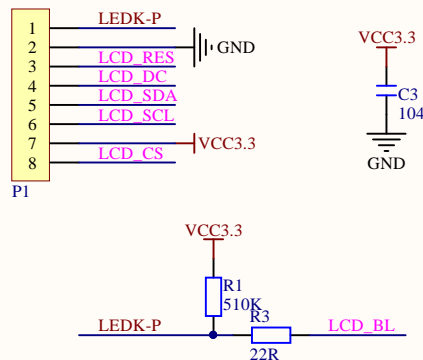 1 LEDK-P
2 GND
3 LCD_RES
4 LCD_DC
5 LCD_SDA
6 LCD_SCL
7 VCC3.3
8 LCD_CS
P1
VCC3.3
C3
104
GND
VCC3.3
R1
510K
LEDK-P
R3
22R
LCD_BL